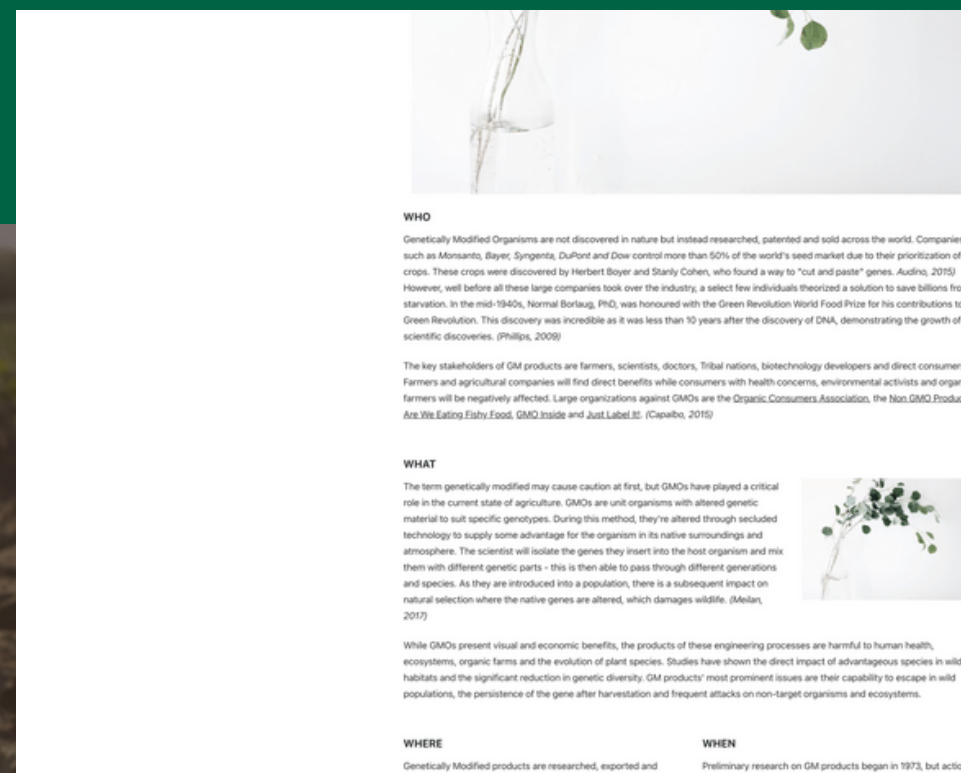 WHO
Genetically Modified Organisms are not discovered in nature but instead researched, patented and sold across the world. Companies
such as Monsanto, Bayer, Syngenta, DuPont and Dow control more than 50% of the world's seed market due to their prioritization of
crops. These crops were discovered by Herbert Boyer and Stanly Cohen, who found a way to "cut and paste" genes. Audino, 2015)
However, well before all these large companies took over the industry, a select few individuals theorized a solution to save billions fro
starvation. In the mid-1940s, Normal Borlaug, PhD, was honoured with the Green Revolution World Food Prize for his contributions to
Green Revolution. This discovery was incredible as it was less than 10 years after the discovery of DNA, demonstrating the growth of
scientific discoveries. (Phillips, 2009)
The key stakeholders of GM products are farmers, scientists, doctors, Tribal nations, biotechnology developers and direct consumer
Farmers and agricultural companies will find direct benefits while consumers with health concerns, environmental activists and organ
farmers will be negatively affected. Large organizations against GMOs are the Organic Consumers Association, the Non GMO Produc
Are We Eating Fishy Food, GMO Inside and Just Label It!. (Capaibo, 2015)
WHAT
The term genetically modified may cause caution at first, but GMOs have played a critical
role in the current state of agriculture. GMOs are unit organisms with altered genetic
material to suit specific genotypes. During this method, they're altered through secluded
technology to supply some advantage for the organism in its native surroundings and
atmosphere. The scientist will isolate the genes they insert into the host organism and mix
them with different genetic parts - this is then able to pass through different generations
and species. As they are introduced into a population, there is a subsequent impact on
natural selection where the native genes are altered, which damages wildlife. (Meilan,
2017)
While GMOs present visual and economic benefits, the products of these engineering processes are harmful to human health,
ecosystems, organic farms and the evolution of plant species. Studies have shown the direct impact of advantageous species in wild
habitats and the significant reduction in genetic diversity. GM products' most prominent issues are their capability to escape in wild
populations, the persistence of the gene after harvestation and frequent attacks on non-target organisms and ecosystems.
WHERE
Genetically Modified products are researched, exported and
WHEN
Preliminary research on GM products began in 1973, but actio